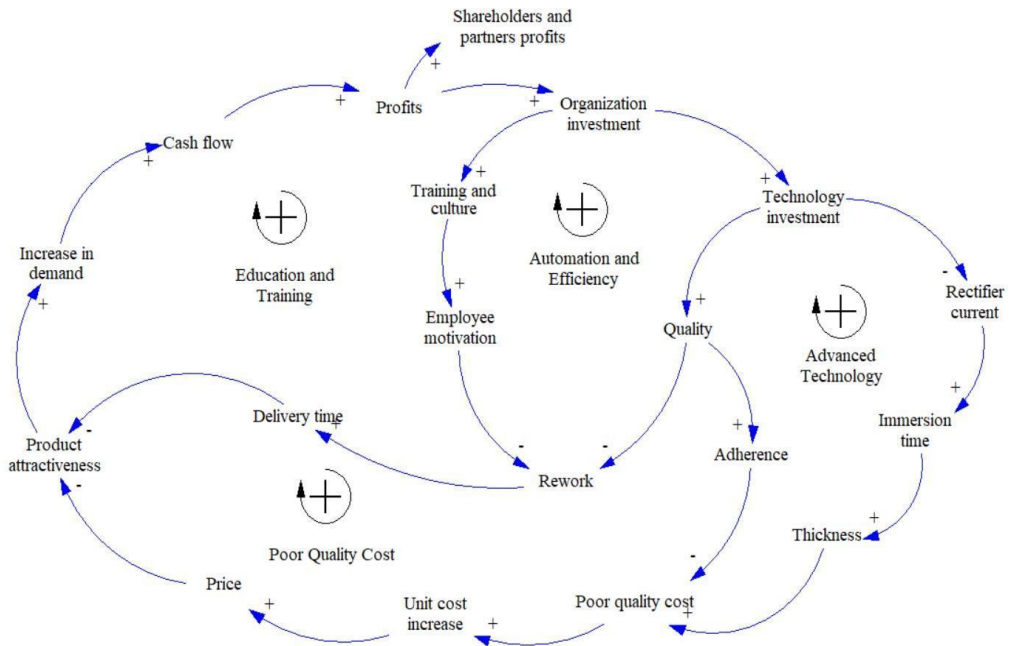 Shareholders and
partners profits
+
Profits
+
+
Organization
investment
Cash flow
+
+
Training and
culture
+
Technology
investment
Automation and
Efficiency
Education and
Training
Increase in
demand
+
-
Rectifier
current
+
Employee
motivation
+
Quality
Advanced
Technology
+
Immersion
time
Delivery time
+
-
Product
attractiveness
-
+
Adherence
-
-
Rework
+
Thickness
Poor Quality Cost
-
Price
+
Unit cost
increase
+
Poor quality cost
+